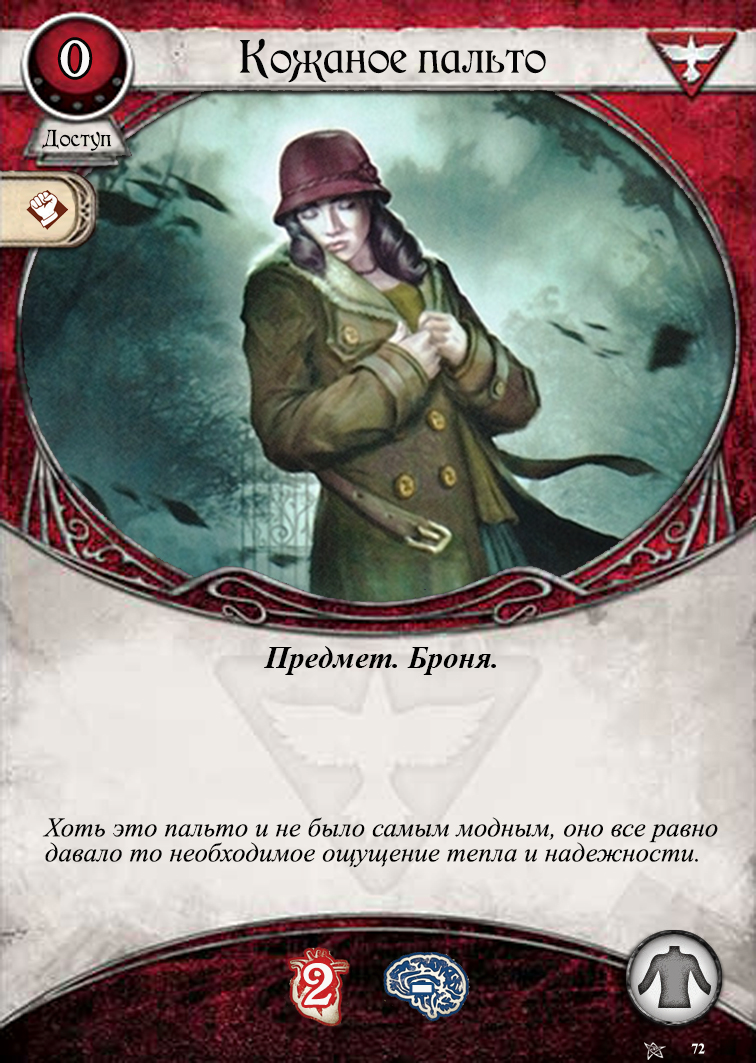 0
Кожаное пальто
Доступ
Предмет. Броня.
Хоть это пальто и не было самым модным, оно все равно
давало то необходимое ощущение тепла и надежности.
2
–
72